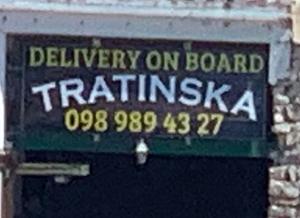 DELIVERY ON BOARD
TRATINSKA
098 989 43 27